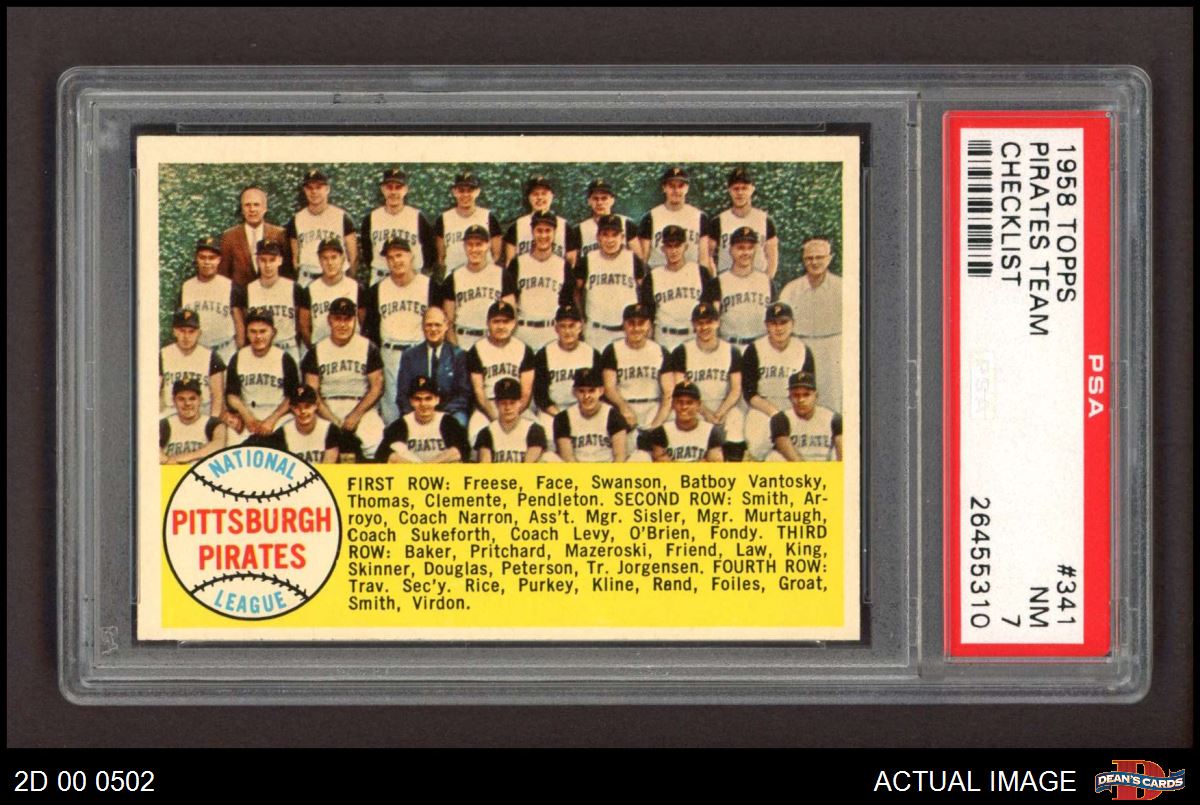 1958 TOPPS
PIRATES TEAM
CHECKLIST
#341
NM
7
26455310
PSA
PIRATES
NATIONAL
PITTSBURGH
PIRATES
LEAGUE
FIRST ROW: Freese, Face, Swanson, Batboy Vantosky,
Thomas, Clemente, Pendleton. SECOND ROW: Smith, Ar-
royo, Coach Narron, Ass't. Mgr. Sisler, Mgr. Murtaugh,
Coach Sukeforth, Coach Levy, O'Brien, Fondy. THIRD
ROW: Baker, Pritchard, Mazeroski, Friend, Law, King,
Skinner, Douglas, Peterson, Tr. Jorgensen. FOURTH ROW:
Trav. Sec'y. Rice, Purkey, Kline, Rand, Foiles, Groat,
Smith, Virdon.
2D 00 0502
ACTUAL IMAGE
DEAN'S CARDS